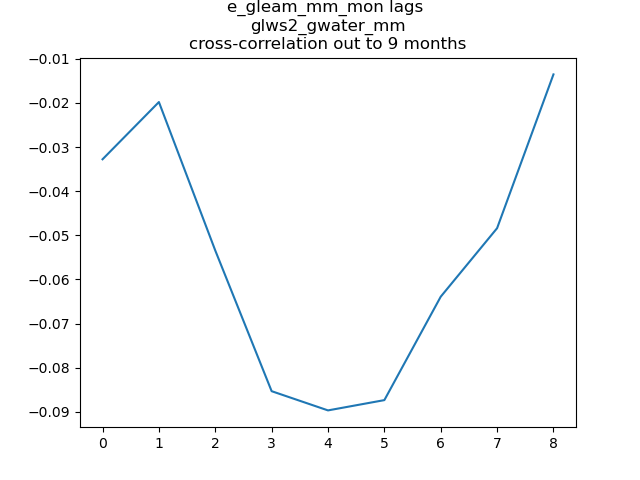 e_gleam_mm_mon lags
glws2_gwater_mm
cross-correlation out to 9 months
−0.01
−0.02
−0.03
−0.04
−0.05
−0.06
−0.07
−0.08
−0.09
0 1 2 3 4 5 6 7 8